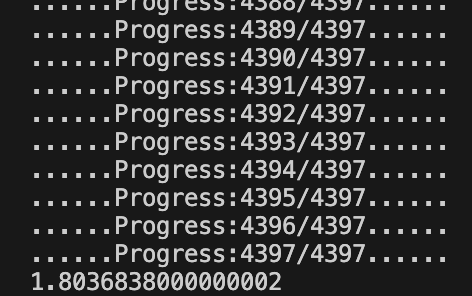 ......Progress:4388/4397......
......Progress:4389/4397......
......Progress:4390/4397......
......Progress:4391/4397......
......Progress:4392/4397......
......Progress:4393/4397......
......Progress:4394/4397......
......Progress:4395/4397......
......Progress:4396/4397......
......Progress:4397/4397......
1.8036838000000002